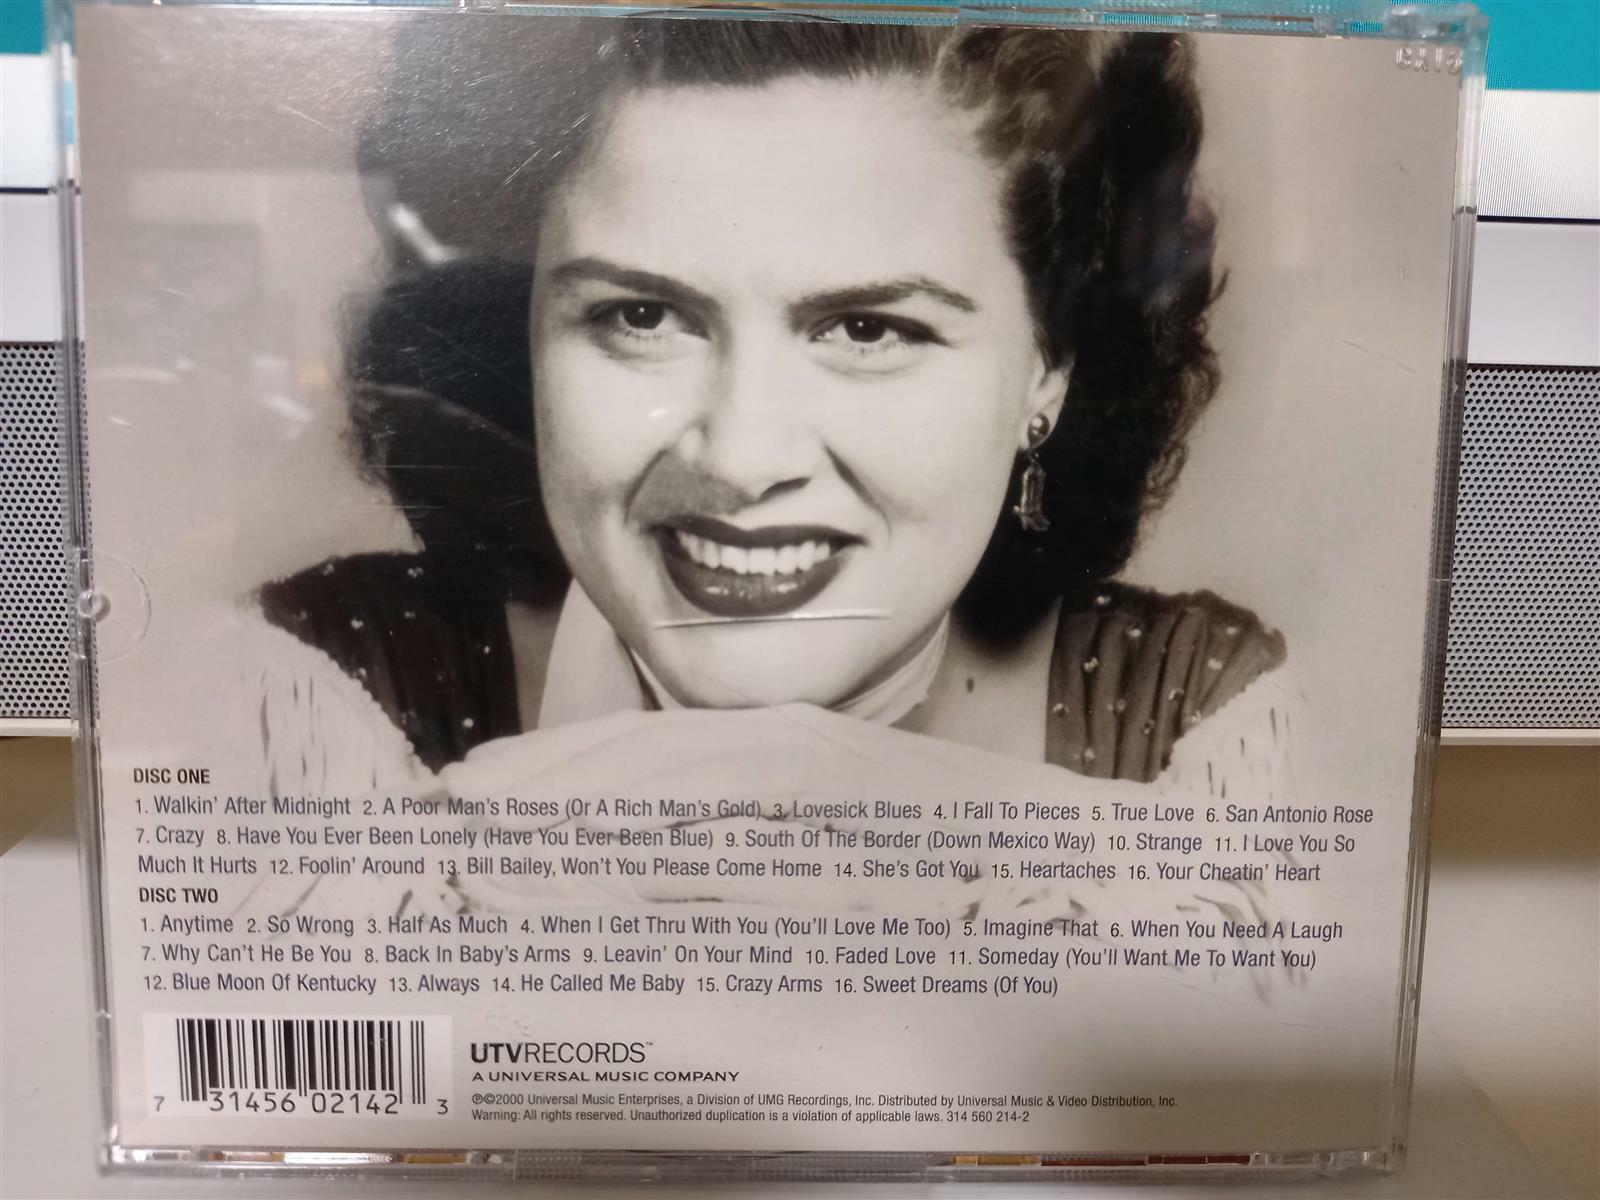 DISC ONE
1. Walkin' After Midnight 2. A Poor Man's Roses (Or A Rich Man's Gold) 3. Lovesick Blues 4. I Fall To Pieces 5. True Love 6. San Antonio Rose
7. Crazy 8. Have You Ever Been Lonely (Have You Ever Been Blue) 9. South Of The Border (Down Mexico Way) 10. Strange 11. I Love You So
Much It Hurts 12. Foolin' Around 13. Bill Bailey, Won't You Please Come Home 14. She's Got You 15. Heartaches 16. Your Cheatin' Heart
DISC TWO
1. Anytime 2. So Wrong 3. Half As Much 4. When I Get Thru With You (You'll Love Me Too) 5. Imagine That 6. When You Need A Laugh
7. Why Can't He Be You 8. Back In Baby's Arms 9. Leavin' On Your Mind 10. Faded Love 11. Someday (You'll Want Me To Want You)
12. Blue Moon Of Kentucky 13. Always 14. He Called Me Baby 15. Crazy Arms 16. Sweet Dreams (Of You)
7 31456 02142 3
UTVRECORDS™
A UNIVERSAL MUSIC COMPANY
℗©2000 Universal Music Enterprises, a Division of UMG Recordings, Inc. Distributed by Universal Music & Video Distribution, Inc.
Warning: All rights reserved. Unauthorized duplication is a violation of applicable laws. 314 560 214-2